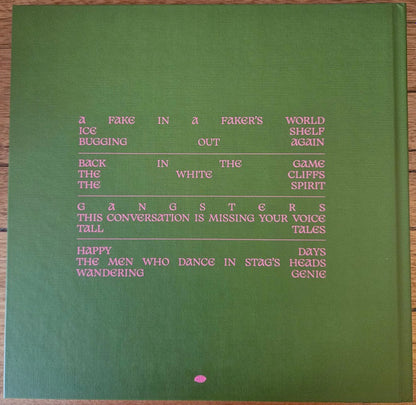 A FAKE IN A FAKER'S WORLD
ICE SHELF
BUGGING OUT AGAIN
BACK IN THE GAME
THE WHITE CLIFFS
THE SPIRIT
GANGSTERS
THIS CONVERSATION IS MISSING YOUR VOICE
TALL TALES
HAPPY DAYS
THE MEN WHO DANCE IN STAG'S HEADS
WANDERING GENIE